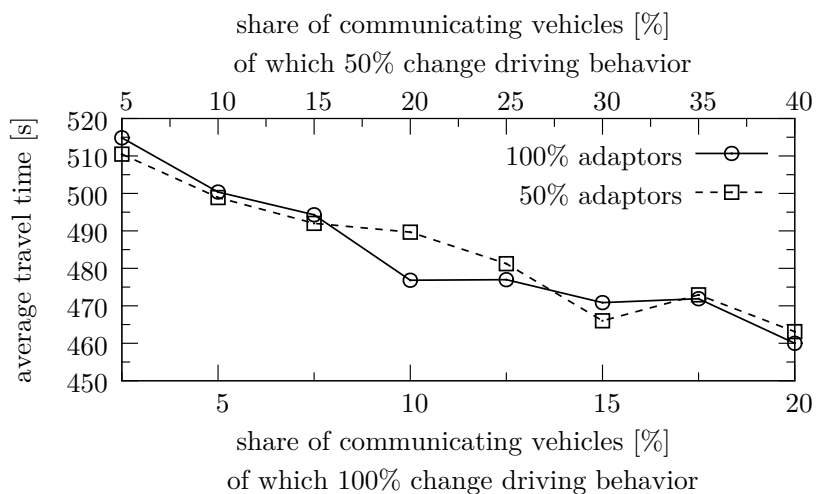 share of communicating vehicles [%]
of which 50% change driving behavior
5 10 15 20 25 30 35 40
average travel time [s]
520
510
500
490
480
470
460
450
100% adaptors
50% adaptors
5 10 15 20
share of communicating vehicles [%]
of which 100% change driving behavior